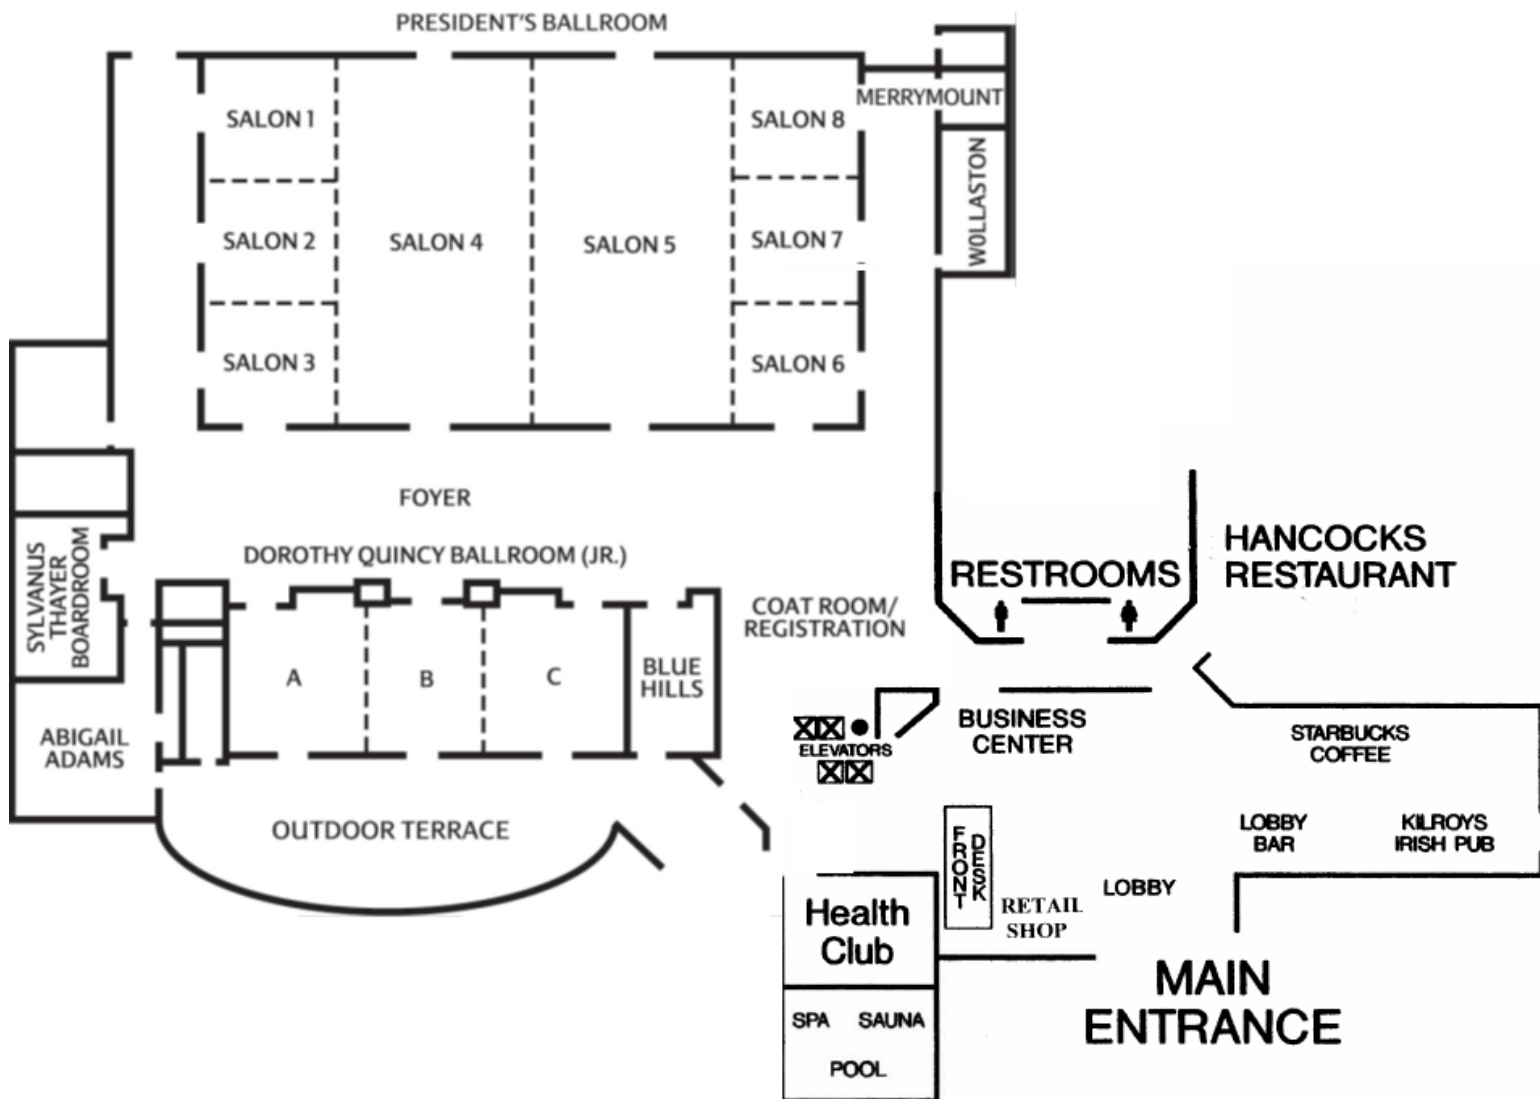 PRESIDENT'S BALLROOM
SALON 1
SALON 8
MERRYMOUNT
WOLLASTON
SALON 2
SALON 4
SALON 5
SALON 7
SALON 3
SALON 6
FOYER
DOROTHY QUINCY BALLROOM (JR.)
SYLVANUS
THAYER
BOARDROOM
A
B
C
BLUE
HILLS
COAT ROOM/
REGISTRATION
RESTROOMS
HANCOCKS
RESTAURANT
ABIGAIL
ADAMS
ELEVATORS
BUSINESS
CENTER
STARBUCKS
COFFEE
OUTDOOR TERRACE
FRONT
DESK
LOBBY
BAR
KILROYS
IRISH PUB
LOBBY
RETAIL
SHOP
Health
Club
MAIN
ENTRANCE
SPA SAUNA
POOL